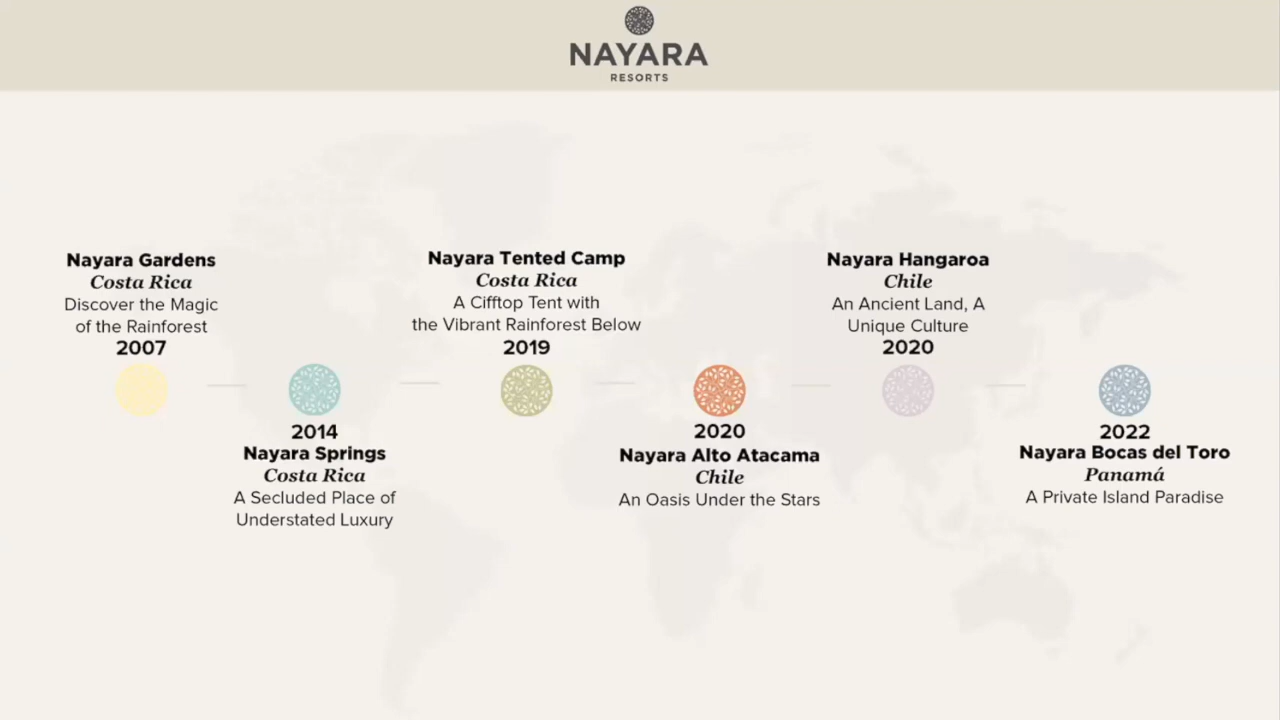 NAYARA
RESORTS
Nayara Gardens
Costa Rica
Discover the Magic
of the Rainforest
2007
2014
Nayara Springs
Costa Rica
A Secluded Place of
Understated Luxury
Nayara Tented Camp
Costa Rica
A Cifftop Tent with
the Vibrant Rainforest Below
2019
2020
Nayara Alto Atacama
Chile
An Oasis Under the Stars
Nayara Hangaroa
Chile
An Ancient Land, A
Unique Culture
2020
2022
Nayara Bocas del Toro
Panamá
A Private Island Paradise